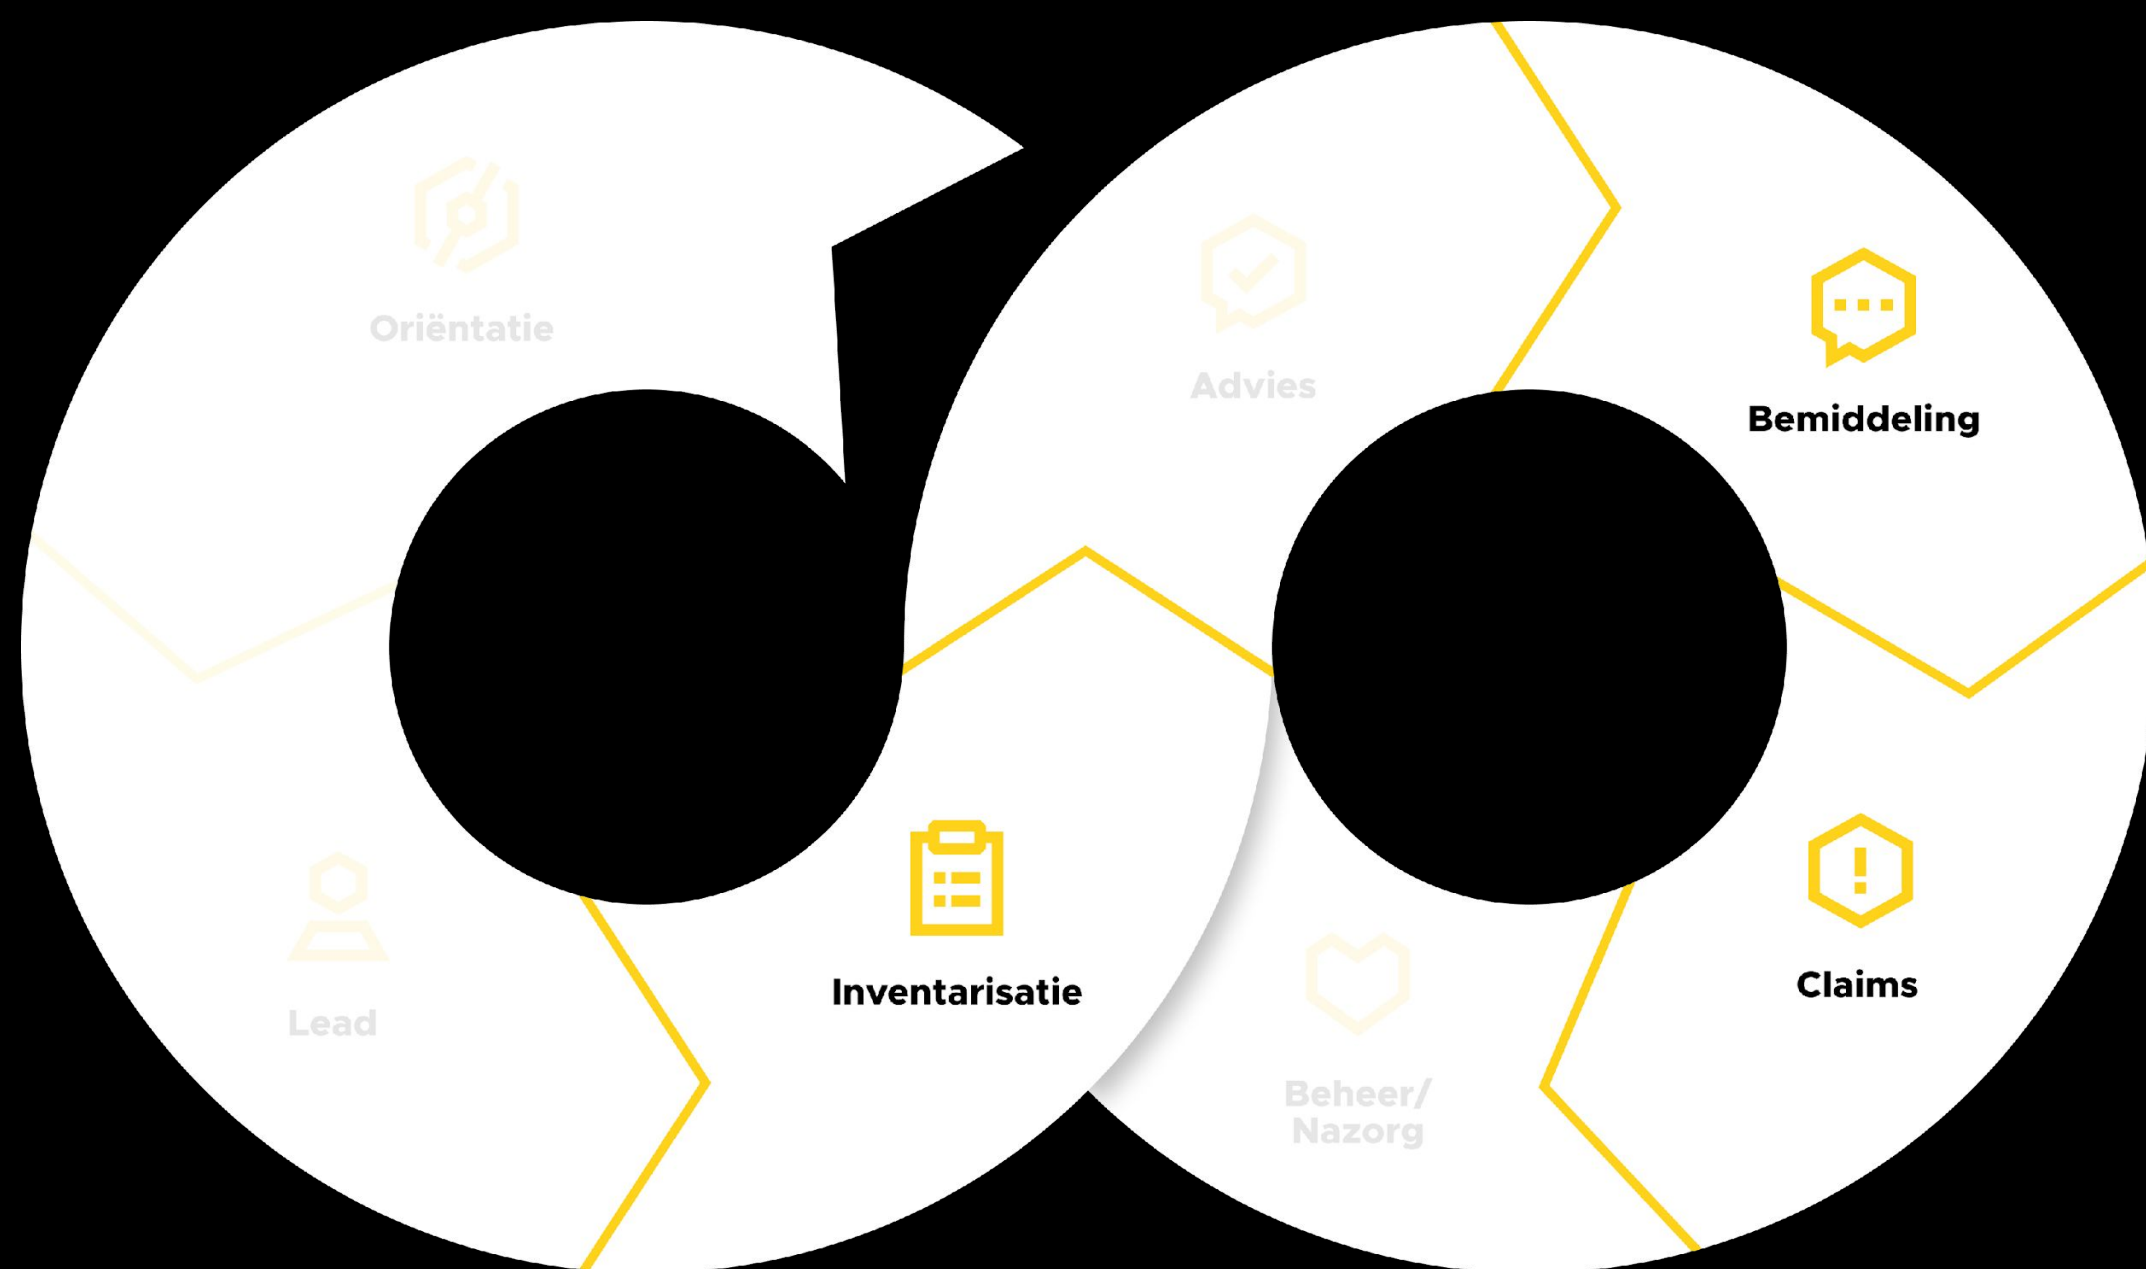 Oriëntatie
Advies
Bemiddeling
Inventarisatie
Claims
Lead
Beheer/
Nazorg